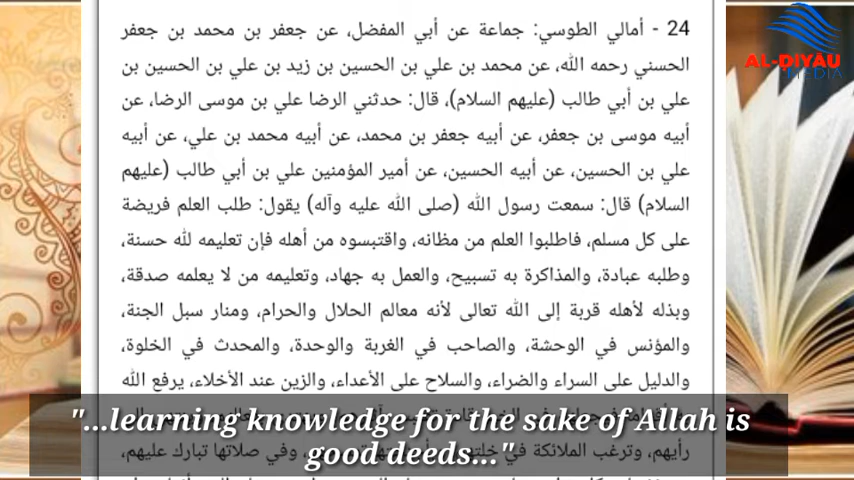 24 - أمالي الطوسي: جماعة عن أبي المفضل، عن جعفر بن محمد بن جعفر
الحسني رحمه الله، عن محمد بن علي بن الحسين بن زيد بن علي بن الحسين بن
علي بن أبي طالب (عليهم السلام)، قال: حدثني الرضا علي بن موسى الرضا، عن
أبيه موسى بن جعفر، عن أبيه جعفر بن محمد، عن أبيه محمد بن علي، عن أبيه
علي بن الحسين، عن أبيه الحسين، عن أمير المؤمنين علي بن أبي طالب (عليهم
السلام) قال: سمعت رسول الله (صلى الله عليه وآله) يقول: طلب العلم فريضة
على كل مسلم، فاطلبوا العلم من مظانه، واقتبسوه من أهله فإن تعليمه لله حسنة،
وطلبه عبادة، والمذاكرة به تسبيح، والعمل به جهاد، وتعليمه من لا يعلمه صدقة،
وبذله لأهله قربة إلى الله تعالى لأنه معالم الحلال والحرام، ومنار سبل الجنة،
والمؤنس في الوحشة، والصاحب في الغربة والوحدة، والمحدث في الخلوة،
والدليل على السراء والضراء، والسلاح على الأعداء، والزين عند الأخلاء، يرفع الله
رأيهم، وترغب الملائكة في وفي صلاتها تبارك عليهم،
AL-ḌIYĀU
MEDIA
"...learning knowledge for the sake of Allah is
good deeds..."